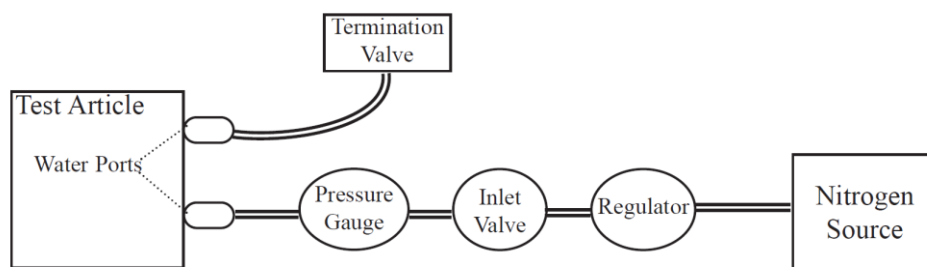 Termination
Valve
Test Article
Water Ports
Pressure
Gauge
Inlet
Valve
Regulator
Nitrogen
Source